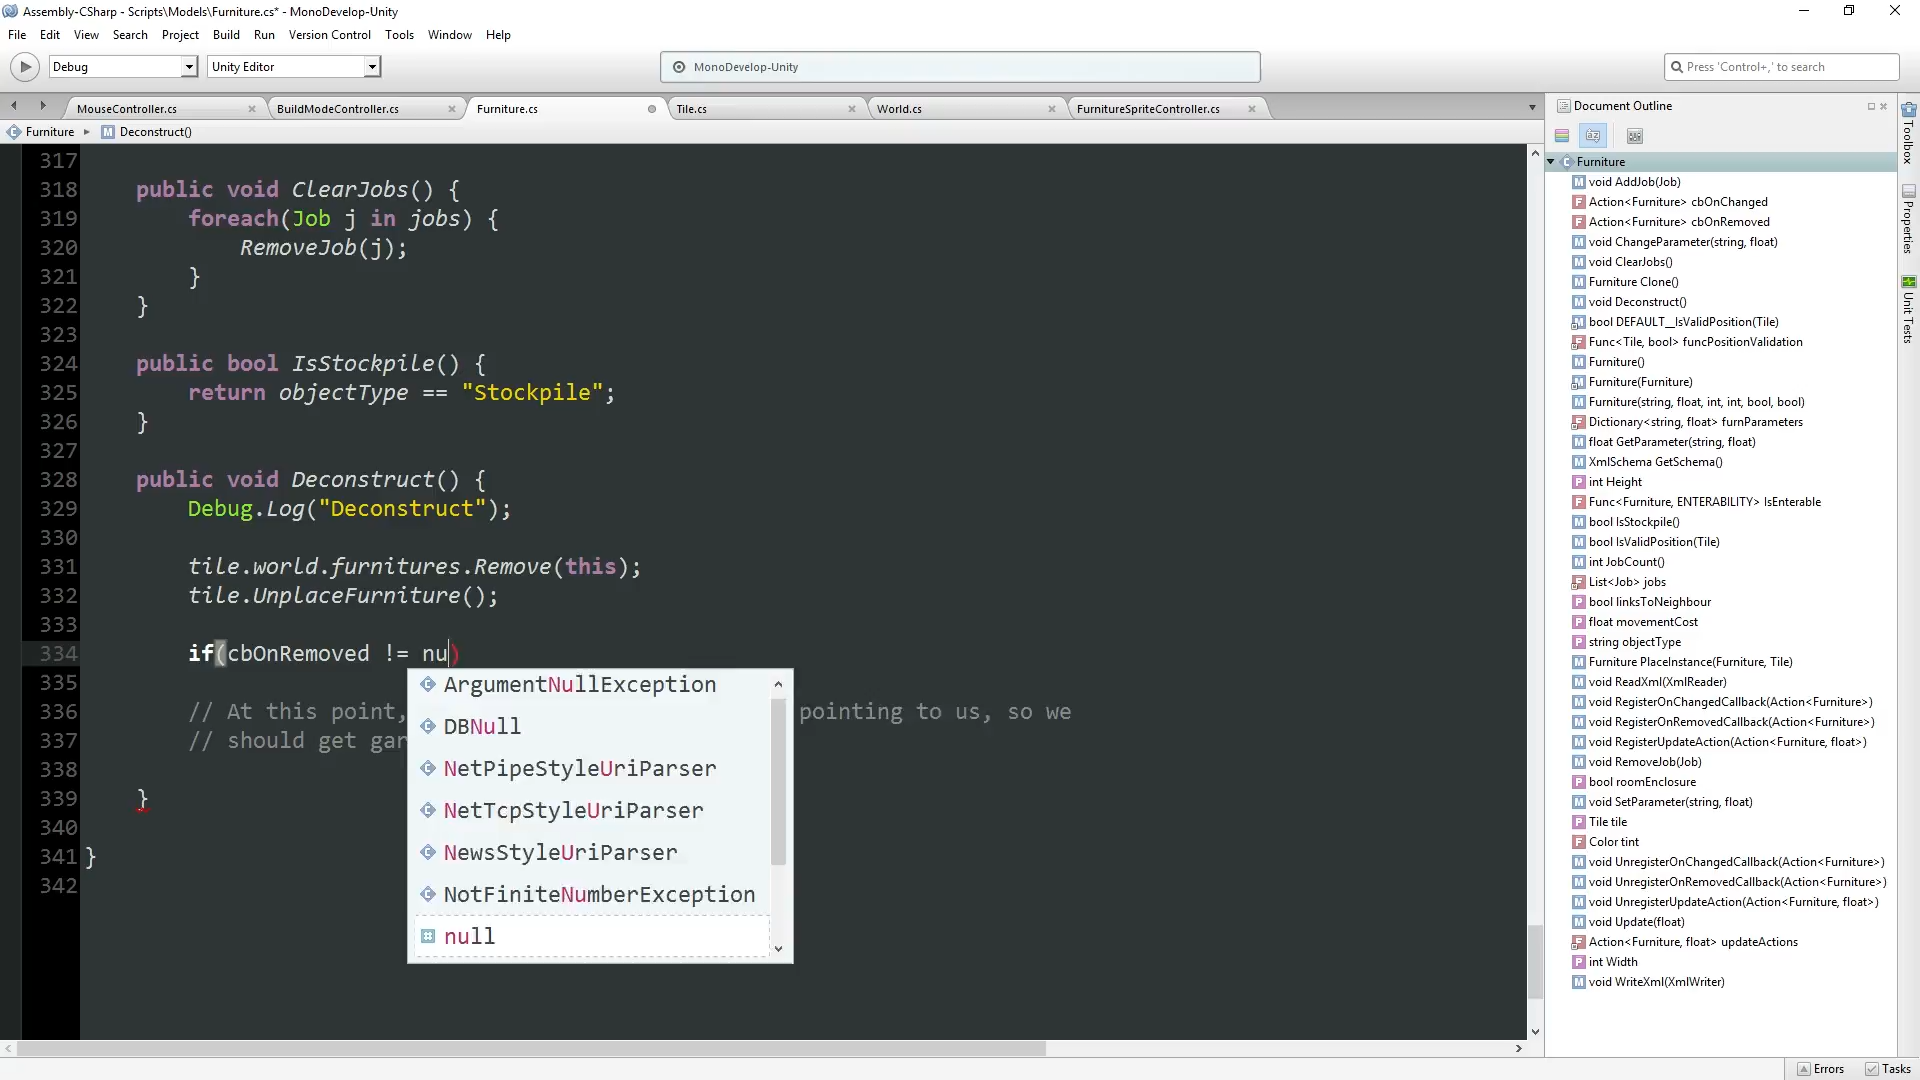 Assembly-CSharp - Scripts\Models\Furniture.cs* - MonoDevelop-Unity
File Edit View Search Project Build Run Version Control Tools Window Help
Debug Unity Editor MonoDevelop-Unity Press 'Control+,' to search
MouseController.cs BuildModeController.cs Furniture.cs Tile.cs World.cs FurnitureSpriteController.cs
Furniture Deconstruct()
317
318 public void ClearJobs() {
319 foreach(Job j in jobs) {
320 RemoveJob(j);
321 }
322 }
323
324 public bool IsStockpile() {
325 return objectType == "Stockpile";
326 }
327
328 public void Deconstruct() {
329 Debug.Log("Deconstruct");
330
331 tile.world.furnitures.Remove(this);
332 tile.UnplaceFurniture();
333
334 if(cbOnRemoved != nu)
335
336 // At this point, pointing to us, so we
337 // should get gar
338
339 }
340
341 }
342
ArgumentNullException
DBNull
NetPipeStyleUriParser
NetTcpStyleUriParser
NewsStyleUriParser
NotFiniteNumberException
null
Document Outline
Furniture
void AddJob(Job)
Action<Furniture> cbOnChanged
Action<Furniture> cbOnRemoved
void ChangeParameter(string, float)
void ClearJobs()
Furniture Clone()
void Deconstruct()
bool DEFAULT__IsValidPosition(Tile)
Func<Tile, bool> funcPositionValidation
Furniture()
Furniture(Furniture)
Furniture(string, float, int, int, bool, bool)
Dictionary<string, float> furnParameters
float GetParameter(string, float)
XmlSchema GetSchema()
int Height
Func<Furniture, ENTERABILITY> IsEnterable
bool IsStockpile()
bool IsValidPosition(Tile)
int JobCount()
List<Job> jobs
bool linksToNeighbour
float movementCost
string objectType
Furniture PlaceInstance(Furniture, Tile)
void ReadXml(XmlReader)
void RegisterOnChangedCallback(Action<Furniture>)
void RegisterOnRemovedCallback(Action<Furniture>)
void RegisterUpdateAction(Action<Furniture, float>)
void RemoveJob(Job)
bool roomEnclosure
void SetParameter(string, float)
Tile tile
Color tint
void UnregisterOnChangedCallback(Action<Furniture>)
void UnregisterOnRemovedCallback(Action<Furniture>)
void UnregisterUpdateAction(Action<Furniture, float>)
void Update(float)
Action<Furniture, float> updateActions
int Width
void WriteXml(XmlWriter)
Toolbox
Properties
Unit Tests
Errors Tasks